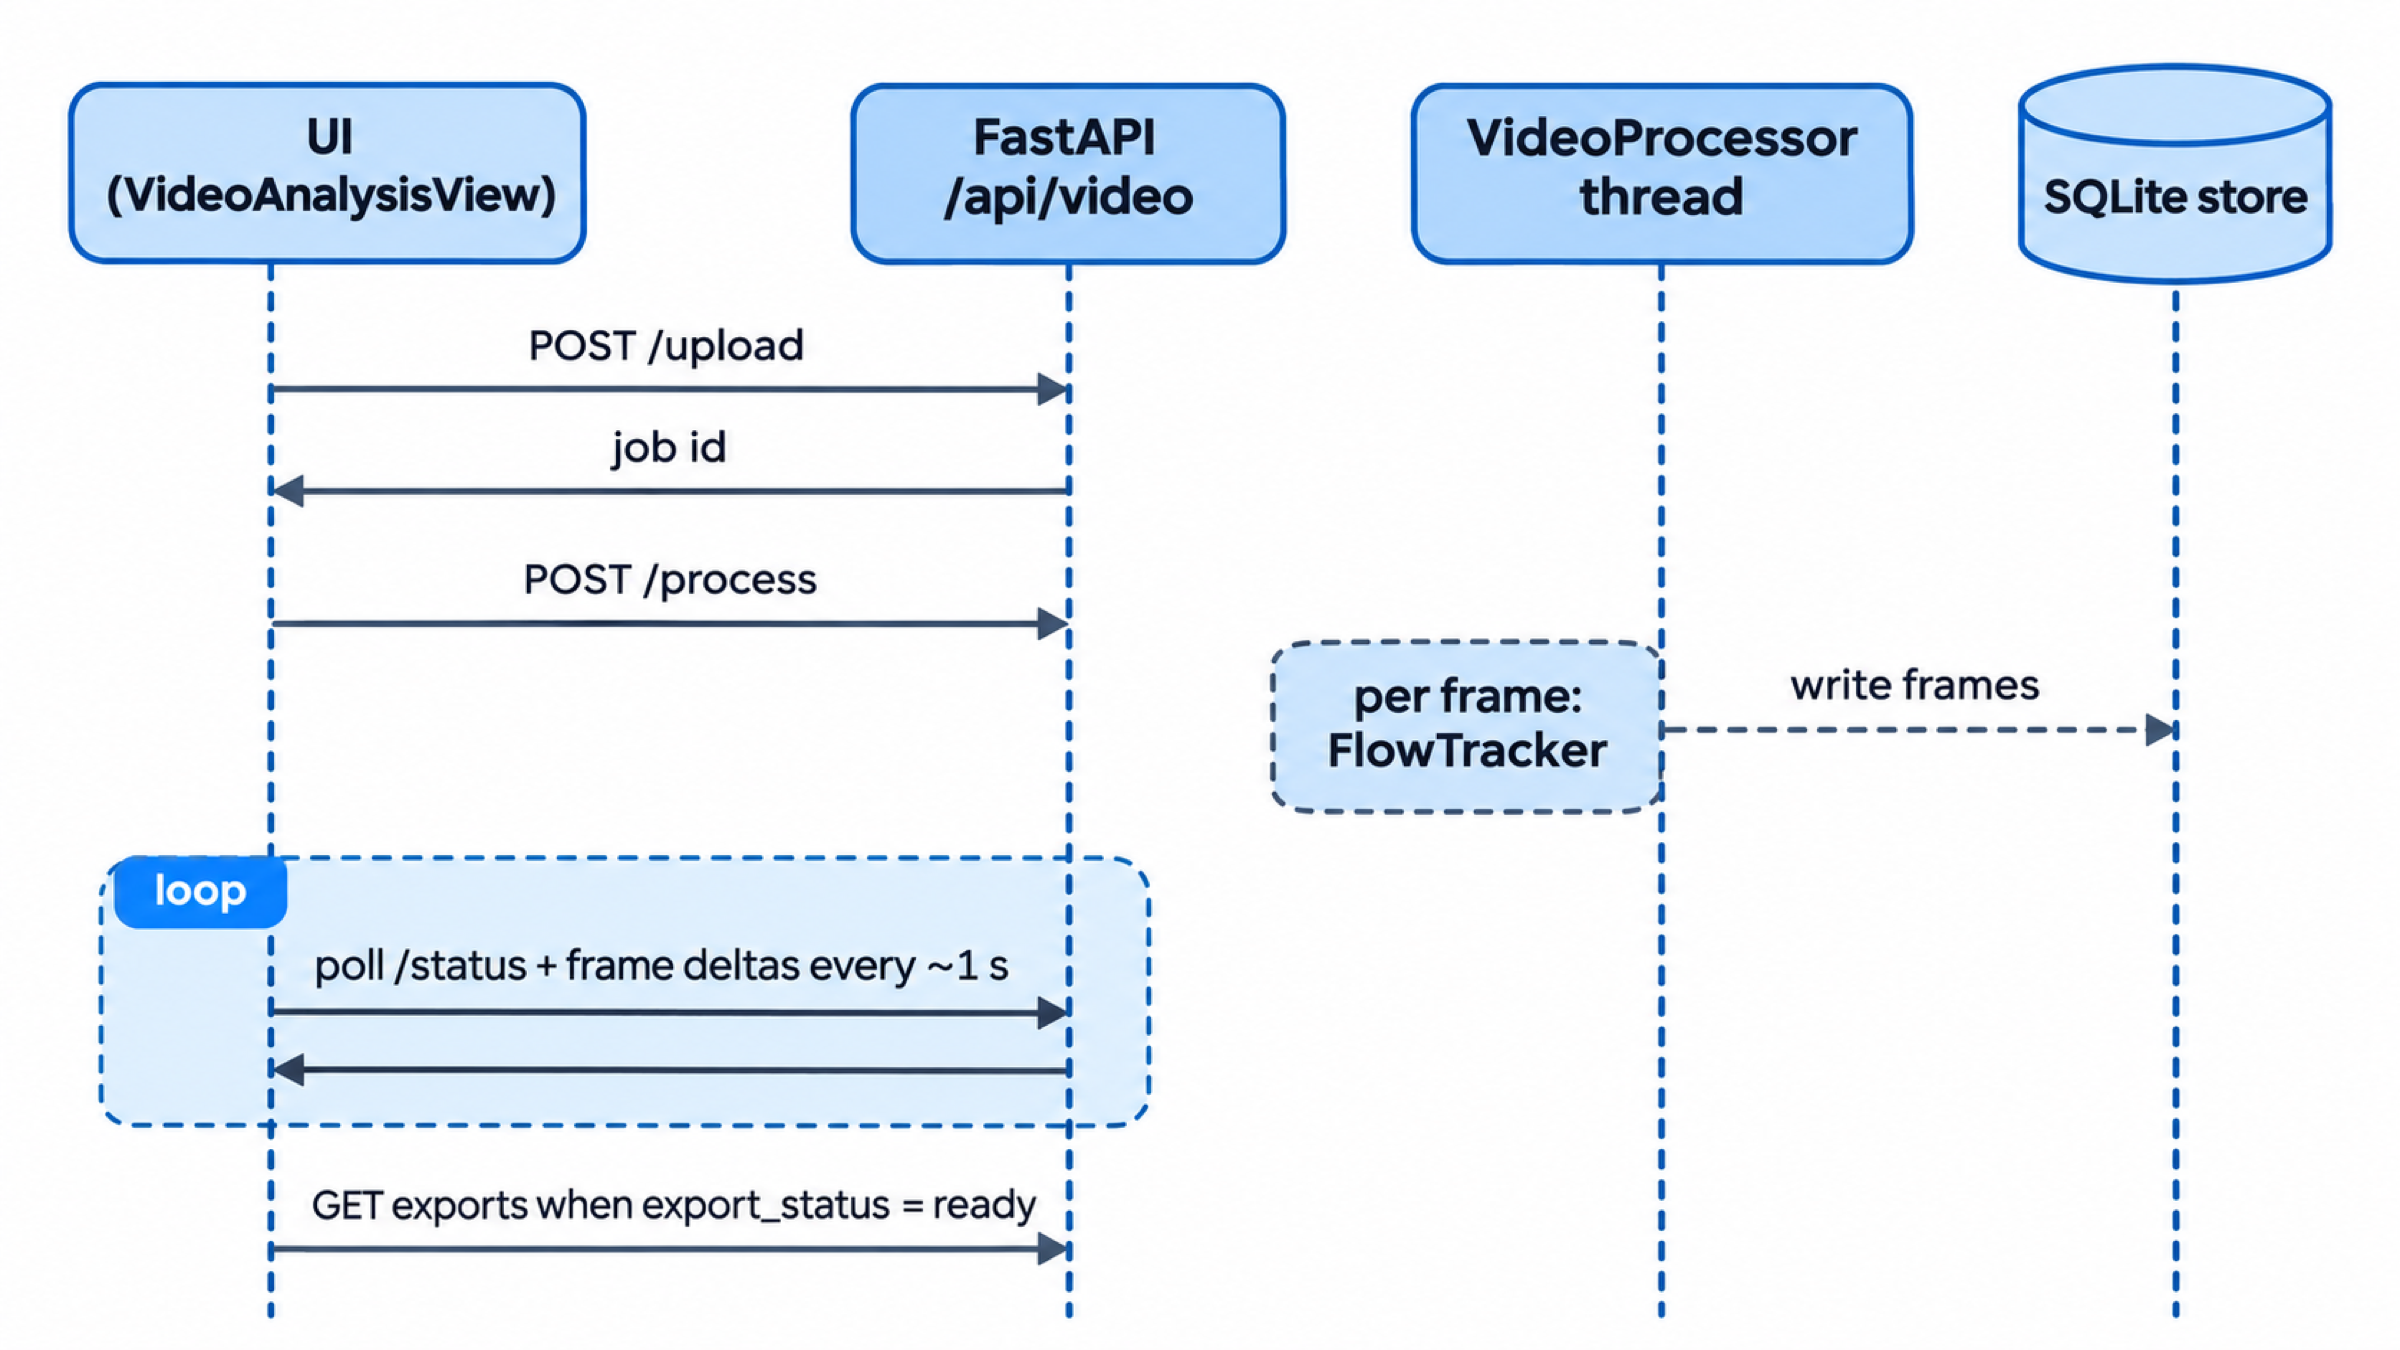 UI
(VideoAnalysisView)
FastAPI
/api/video
VideoProcessor
thread
SQLite store
POST /upload
job id
POST /process
per frame:
FlowTracker
write frames
loop
poll /status + frame deltas every ~1 s
GET exports when export_status = ready